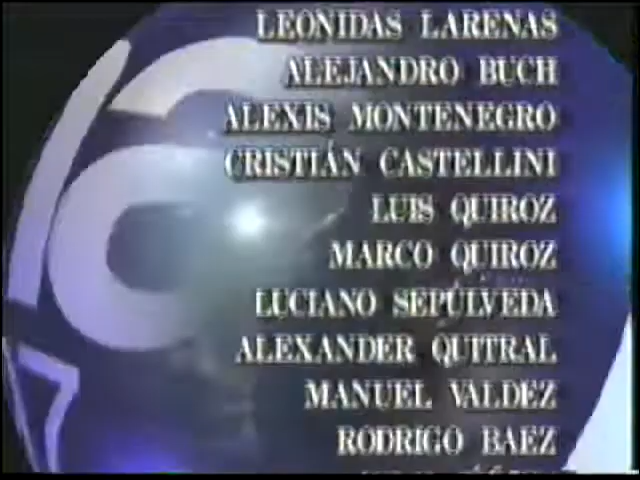 LEONIDAS LARENAS
ALEJANDRO BUCH
ALEXIS MONTENEGRO
CRISTIÁN CASTELLINI
LUIS QUIROZ
MARCO QUIROZ
LUCIANO SEPÚLVEDA
ALEXANDER QUITRAL
MANUEL VALDEZ
RODRIGO BAEZ